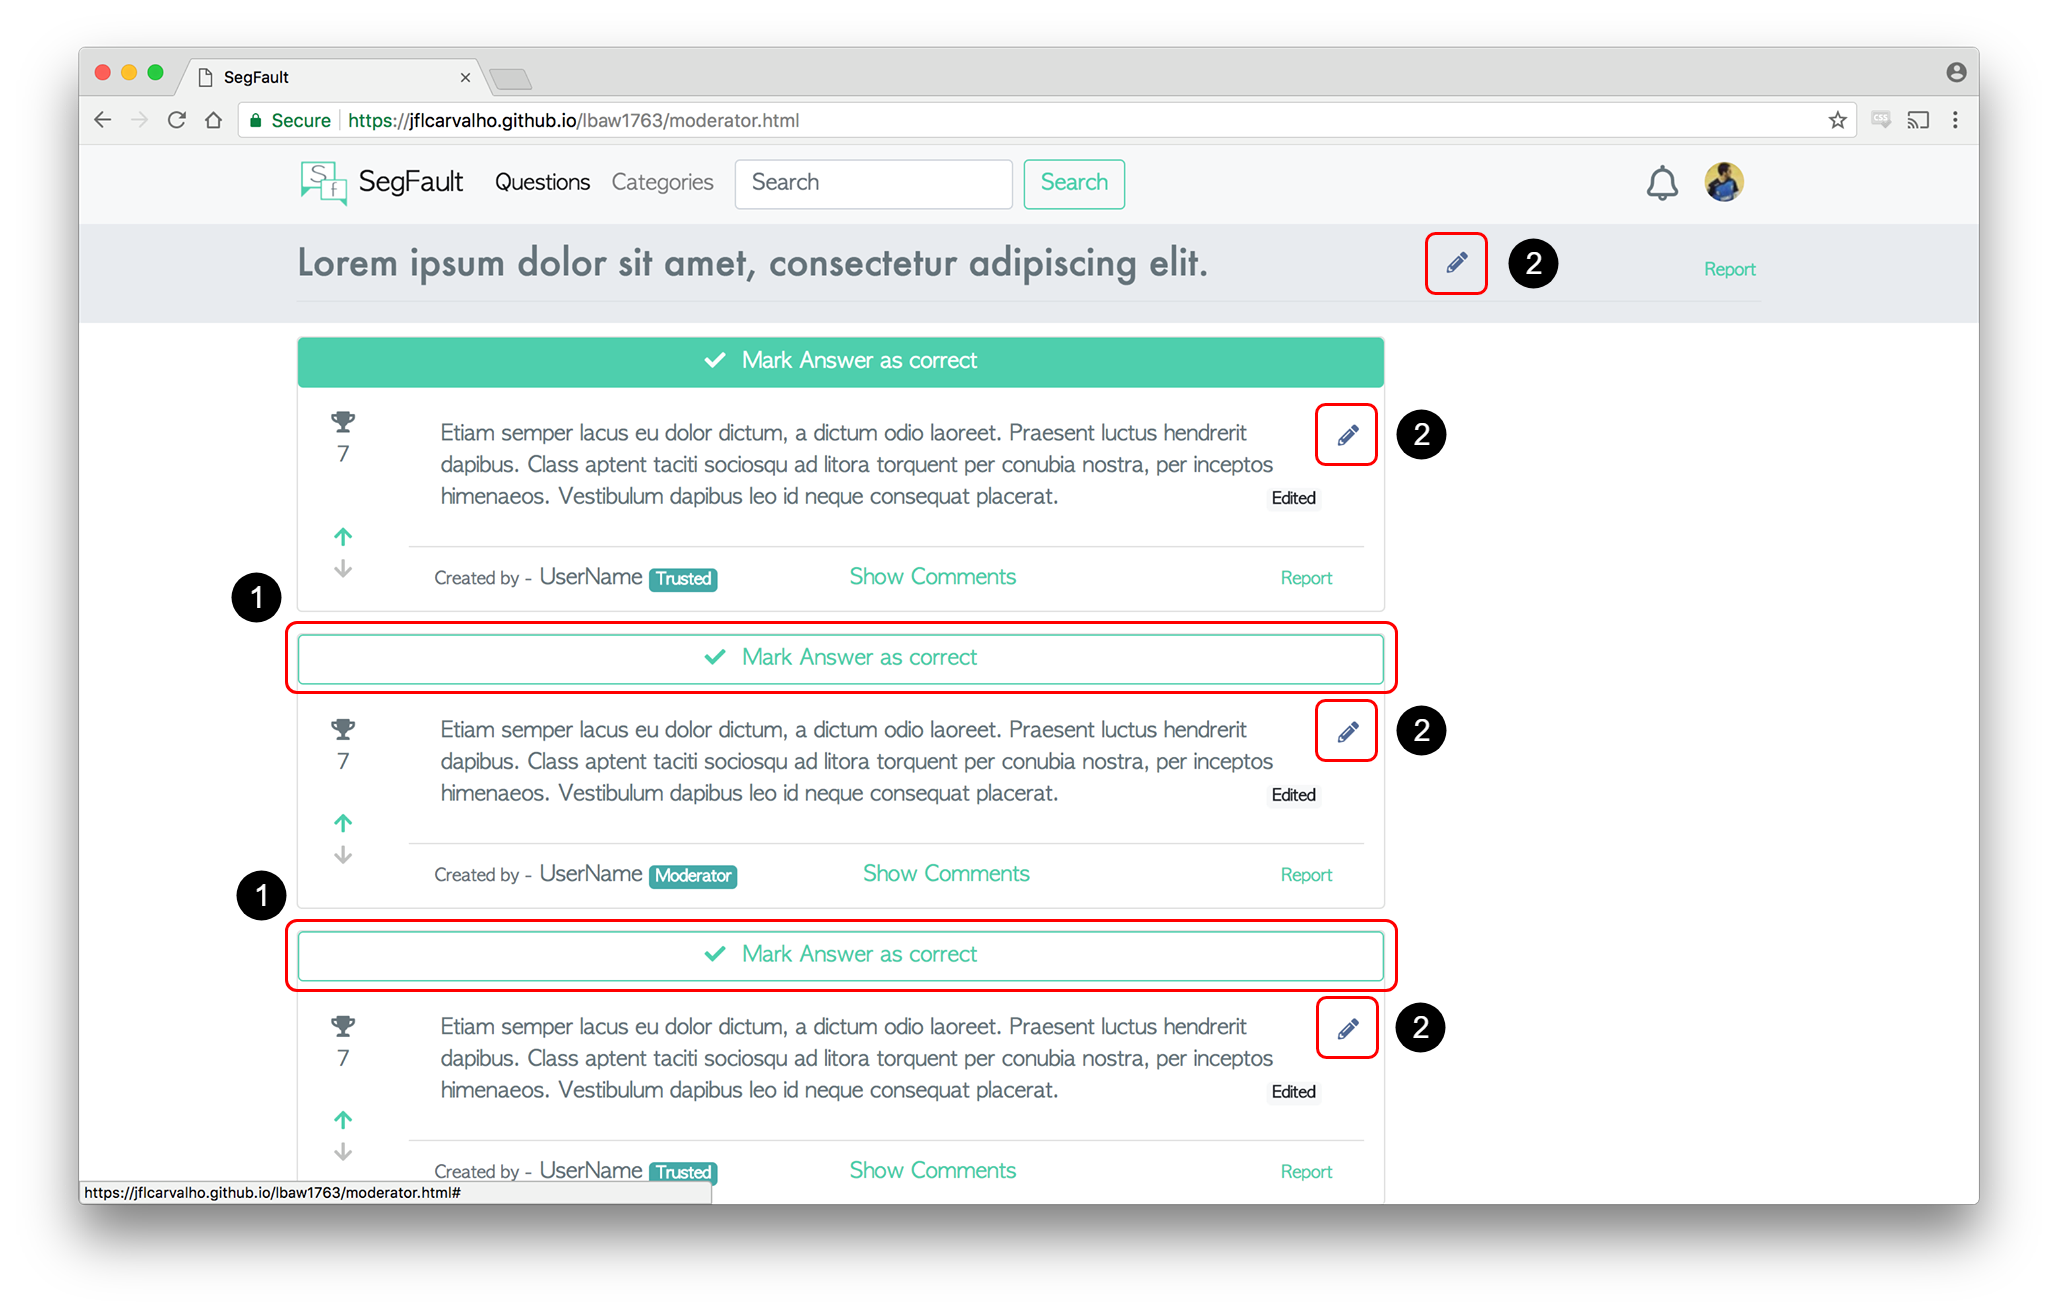 SegFault
Secure https://jflcarvalho.github.io/lbaw1763/moderator.html
css
S f SegFault Questions Categories Search Search
Lorem ipsum dolor sit amet, consectetur adipiscing elit. 2 Report
Mark Answer as correct
Etiam semper lacus eu dolor dictum, a dictum odio laoreet. Praesent luctus hendrerit 2
7 dapibus. Class aptent taciti sociosqu ad litora torquent per conubia nostra, per inceptos
himenaeos. Vestibulum dapibus leo id neque consequat placerat. Edited
Created by - UserName Trusted Show Comments Report
1
Mark Answer as correct
Etiam semper lacus eu dolor dictum, a dictum odio laoreet. Praesent luctus hendrerit 2
7 dapibus. Class aptent taciti sociosqu ad litora torquent per conubia nostra, per inceptos
himenaeos. Vestibulum dapibus leo id neque consequat placerat. Edited
Created by - UserName Moderator Show Comments Report
1
Mark Answer as correct
Etiam semper lacus eu dolor dictum, a dictum odio laoreet. Praesent luctus hendrerit 2
7 dapibus. Class aptent taciti sociosqu ad litora torquent per conubia nostra, per inceptos
himenaeos. Vestibulum dapibus leo id neque consequat placerat. Edited
Created by - UserName Trusted Show Comments Report
https://jflcarvalho.github.io/lbaw1763/moderator.html#